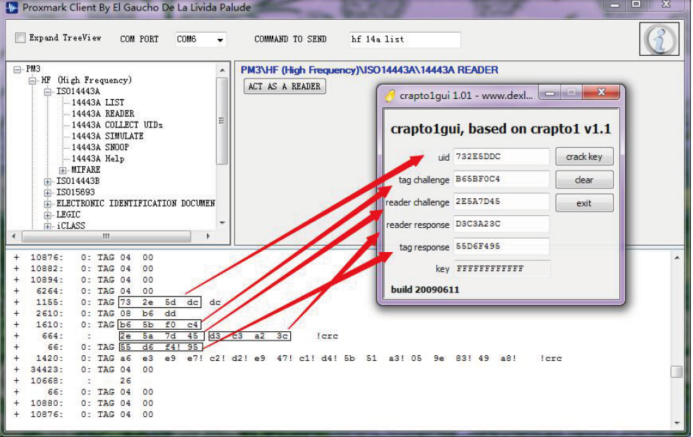 Proxmark Client By El Gaucho De La Livida Palude
Expand TreeView COM PORT COM6 COMMAND TO SEND hf 14a list
PM3
HF (High Frequency)
ISO14443A
14443A LIST
14443A READER
14443A COLLECT UIDs
14443A SIMULATE
14443A SNOOP
14443A Help
MIFARE
ISO14443B
ISO15693
ELECTRONIC IDENTIFICATION DOCUMEN
LEGIC
iCLASS
PM3\HF (High Frequency)\ISO14443A\14443A READER
ACT AS A READER
crapto1gui 1.01 - www.dexl...
crapto1gui, based on crapto1 v1.1
uid 732E5DDC crack key
tag challenge B65BF0C4 clear
reader challenge 2E5A7D45 exit
reader response D3C3A23C
tag response 55D6F495
key FFFFFFFFFFFF
build 20090611
+ 10876: 0: TAG 04 00
+ 10882: 0: TAG 04 00
+ 10894: 0: TAG 04 00
+ 6264: 0: TAG 04 00
+ 1155: 0: TAG 73 2e 5d dc dc
+ 2610: 0: TAG 08 b6 dd
+ 1610: 0: TAG b6 5b f0 c4
+ 664: : 2e 5a 7d 45 d3 c3 a2 3c !crc
+ 66: 0: TAG 55 d6 f4! 95
+ 1420: 0: TAG a6 e3 e9 e7! c2! d2! e9 47! c1! d4! 5b 51 a3! 05 9e 83! 49 a8! !crc
+ 34423: 0: TAG 04 00
+ 10668: : 26
+ 66: 0: TAG 04 00
+ 10880: 0: TAG 04 00
+ 10876: 0: TAG 04 00